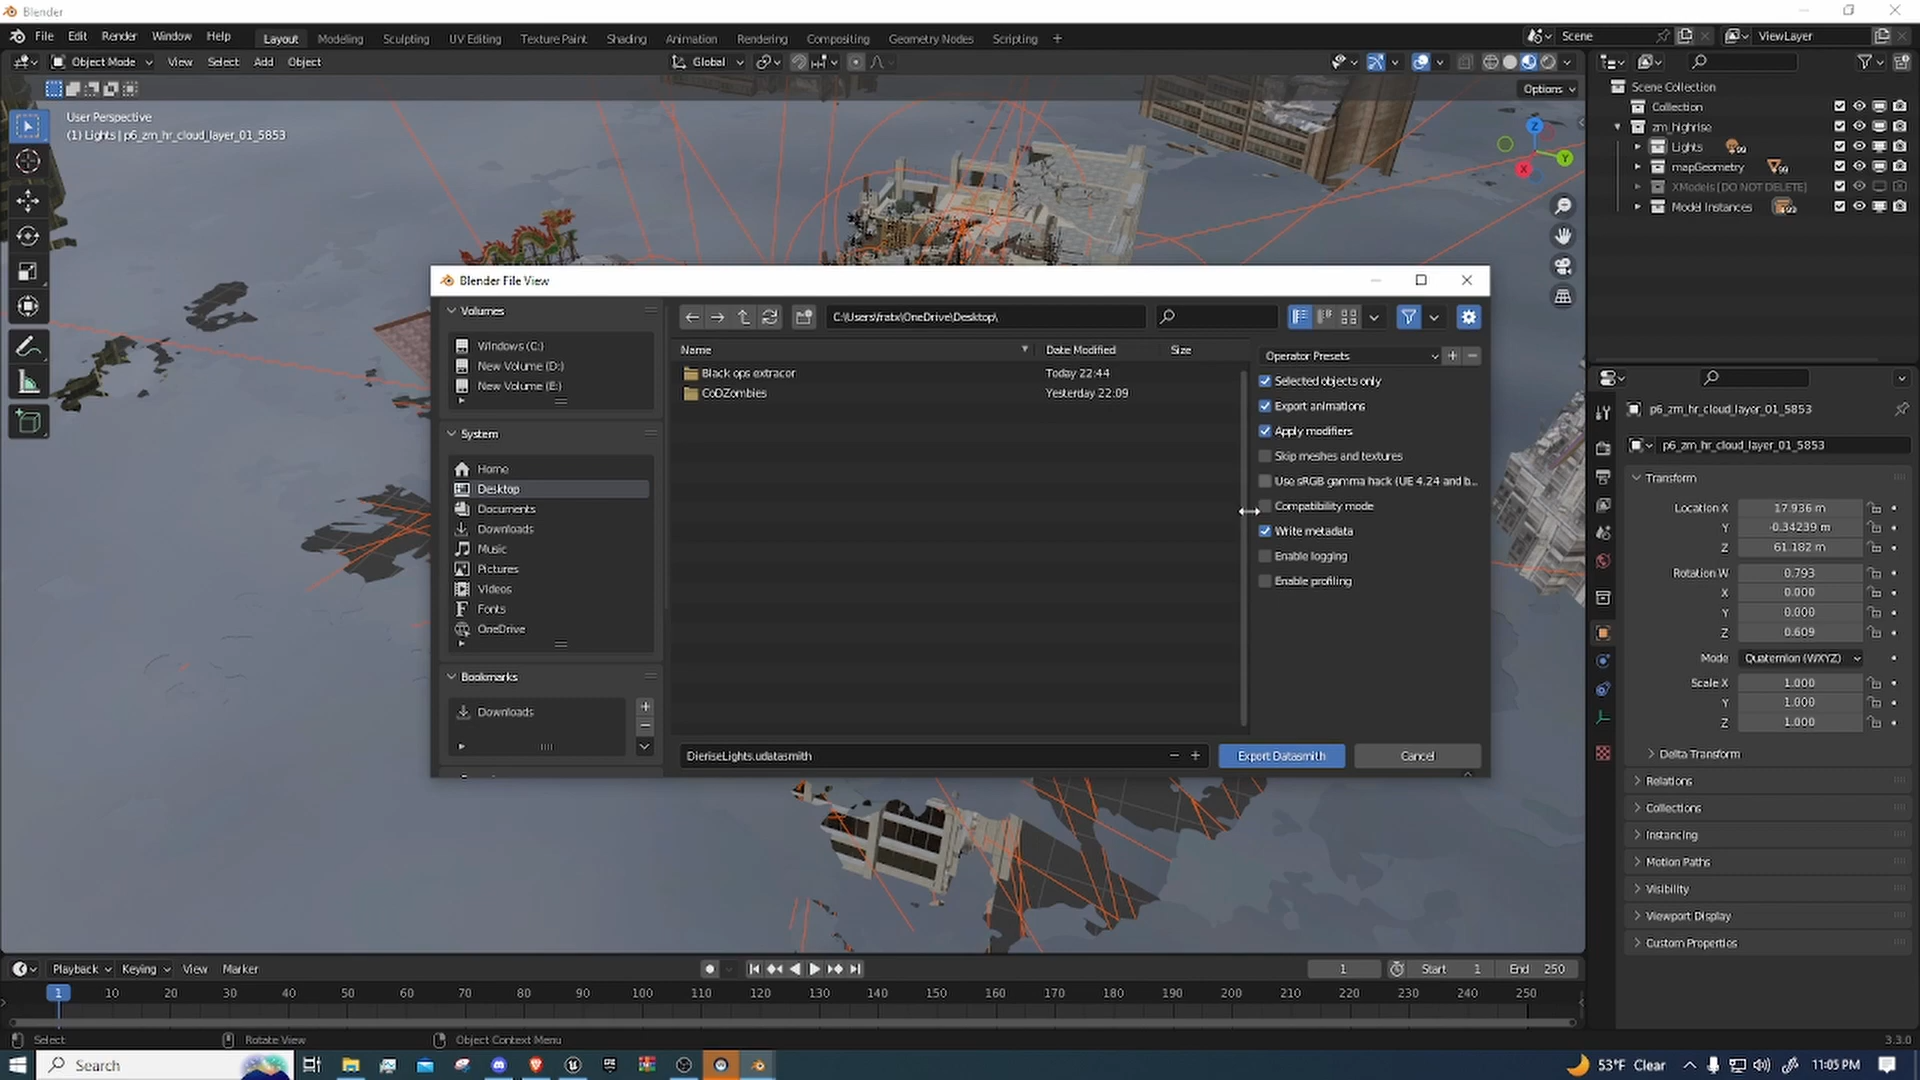 Blender
File Edit Render Window Help Layout Modeling Sculpting UV Editing Texture Paint Shading Animation Rendering Compositing Geometry Nodes Scripting + Scene ViewLayer
Object Mode View Select Add Object Global
Options
User Perspective
(1) Lights | p6_zm_hr_cloud_layer_01_5853
Z
Y
X
Scene Collection
Collection
zm_highrise
Lights 99
mapGeometry 99
XModels [DO NOT DELETE]
Model Instances 99
Blender File View
Volumes
Windows (C:)
New Volume (D:)
New Volume (E:)
System
Home
Desktop
Documents
Downloads
Music
Pictures
Videos
Fonts
OneDrive
Bookmarks
Downloads
C:\Users\fratx\OneDrive\Desktop\
Name Date Modified Size
Black ops extracor Today 22:44
CoDZombies Yesterday 22:09
Operator Presets
Selected objects only
Export animations
Apply modifiers
Skip meshes and textures
Use sRGB gamma hack (UE 4.24 and b...
Compatibility mode
Write metadata
Enable logging
Enable profiling
DieriseLights.udatasmith
Export Datasmith
Cancel
p6_zm_hr_cloud_layer_01_5853
p6_zm_hr_cloud_layer_01_5853
Transform
Location X 17.936 m
Y -0.34239 m
Z 61.182 m
Rotation W 0.793
X 0.000
Y 0.000
Z 0.609
Mode Quaternion (WXYZ)
Scale X 1.000
Y 1.000
Z 1.000
Delta Transform
Relations
Collections
Instancing
Motion Paths
Visibility
Viewport Display
Custom Properties
Playback Keying View Marker 1 Start 1 End 250
1 10 20 30 40 50 60 70 80 90 100 110 120 130 140 150 160 170 180 190 200 210 220 230 240 250
Select Rotate View Object Context Menu 3.3.0
Search 53°F Clear 11:05 PM